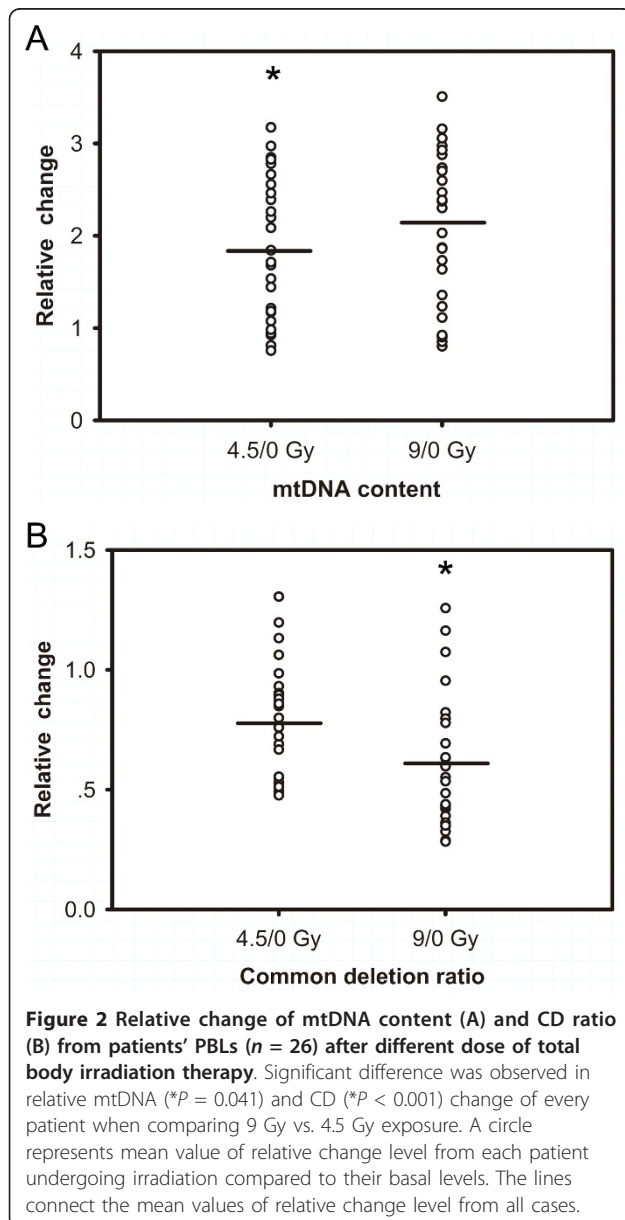 A
4
*
3
2
1
0
Relative change
4.5/0 Gy 9/0 Gy
mtDNA content
B
1.5
*
1.0
.5
0.0
Relative change
4.5/0 Gy 9/0 Gy
Common deletion ratio
Figure 2 Relative change of mtDNA content (A) and CD ratio
(B) from patients' PBLs (n = 26) after different dose of total
body irradiation therapy. Significant difference was observed in
relative mtDNA (*P = 0.041) and CD (*P < 0.001) change of every
patient when comparing 9 Gy vs. 4.5 Gy exposure. A circle
represents mean value of relative change level from each patient
undergoing irradiation compared to their basal levels. The lines
connect the mean values of relative change level from all cases.